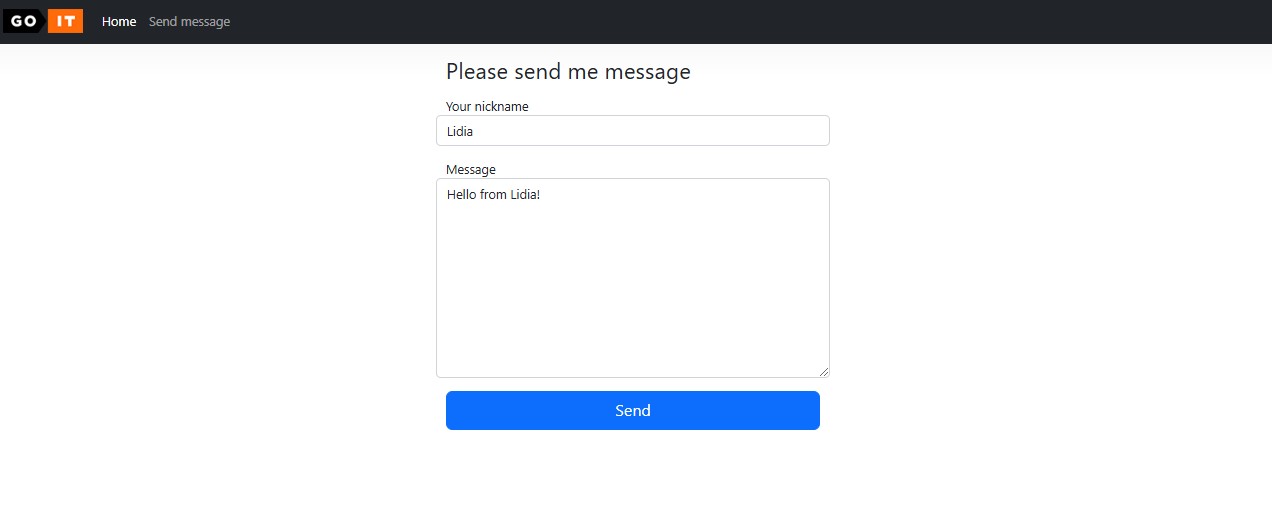 GO IT Home Send message
Please send me message
Your nickname
Lidia
Message
Hello from Lidia!
Send